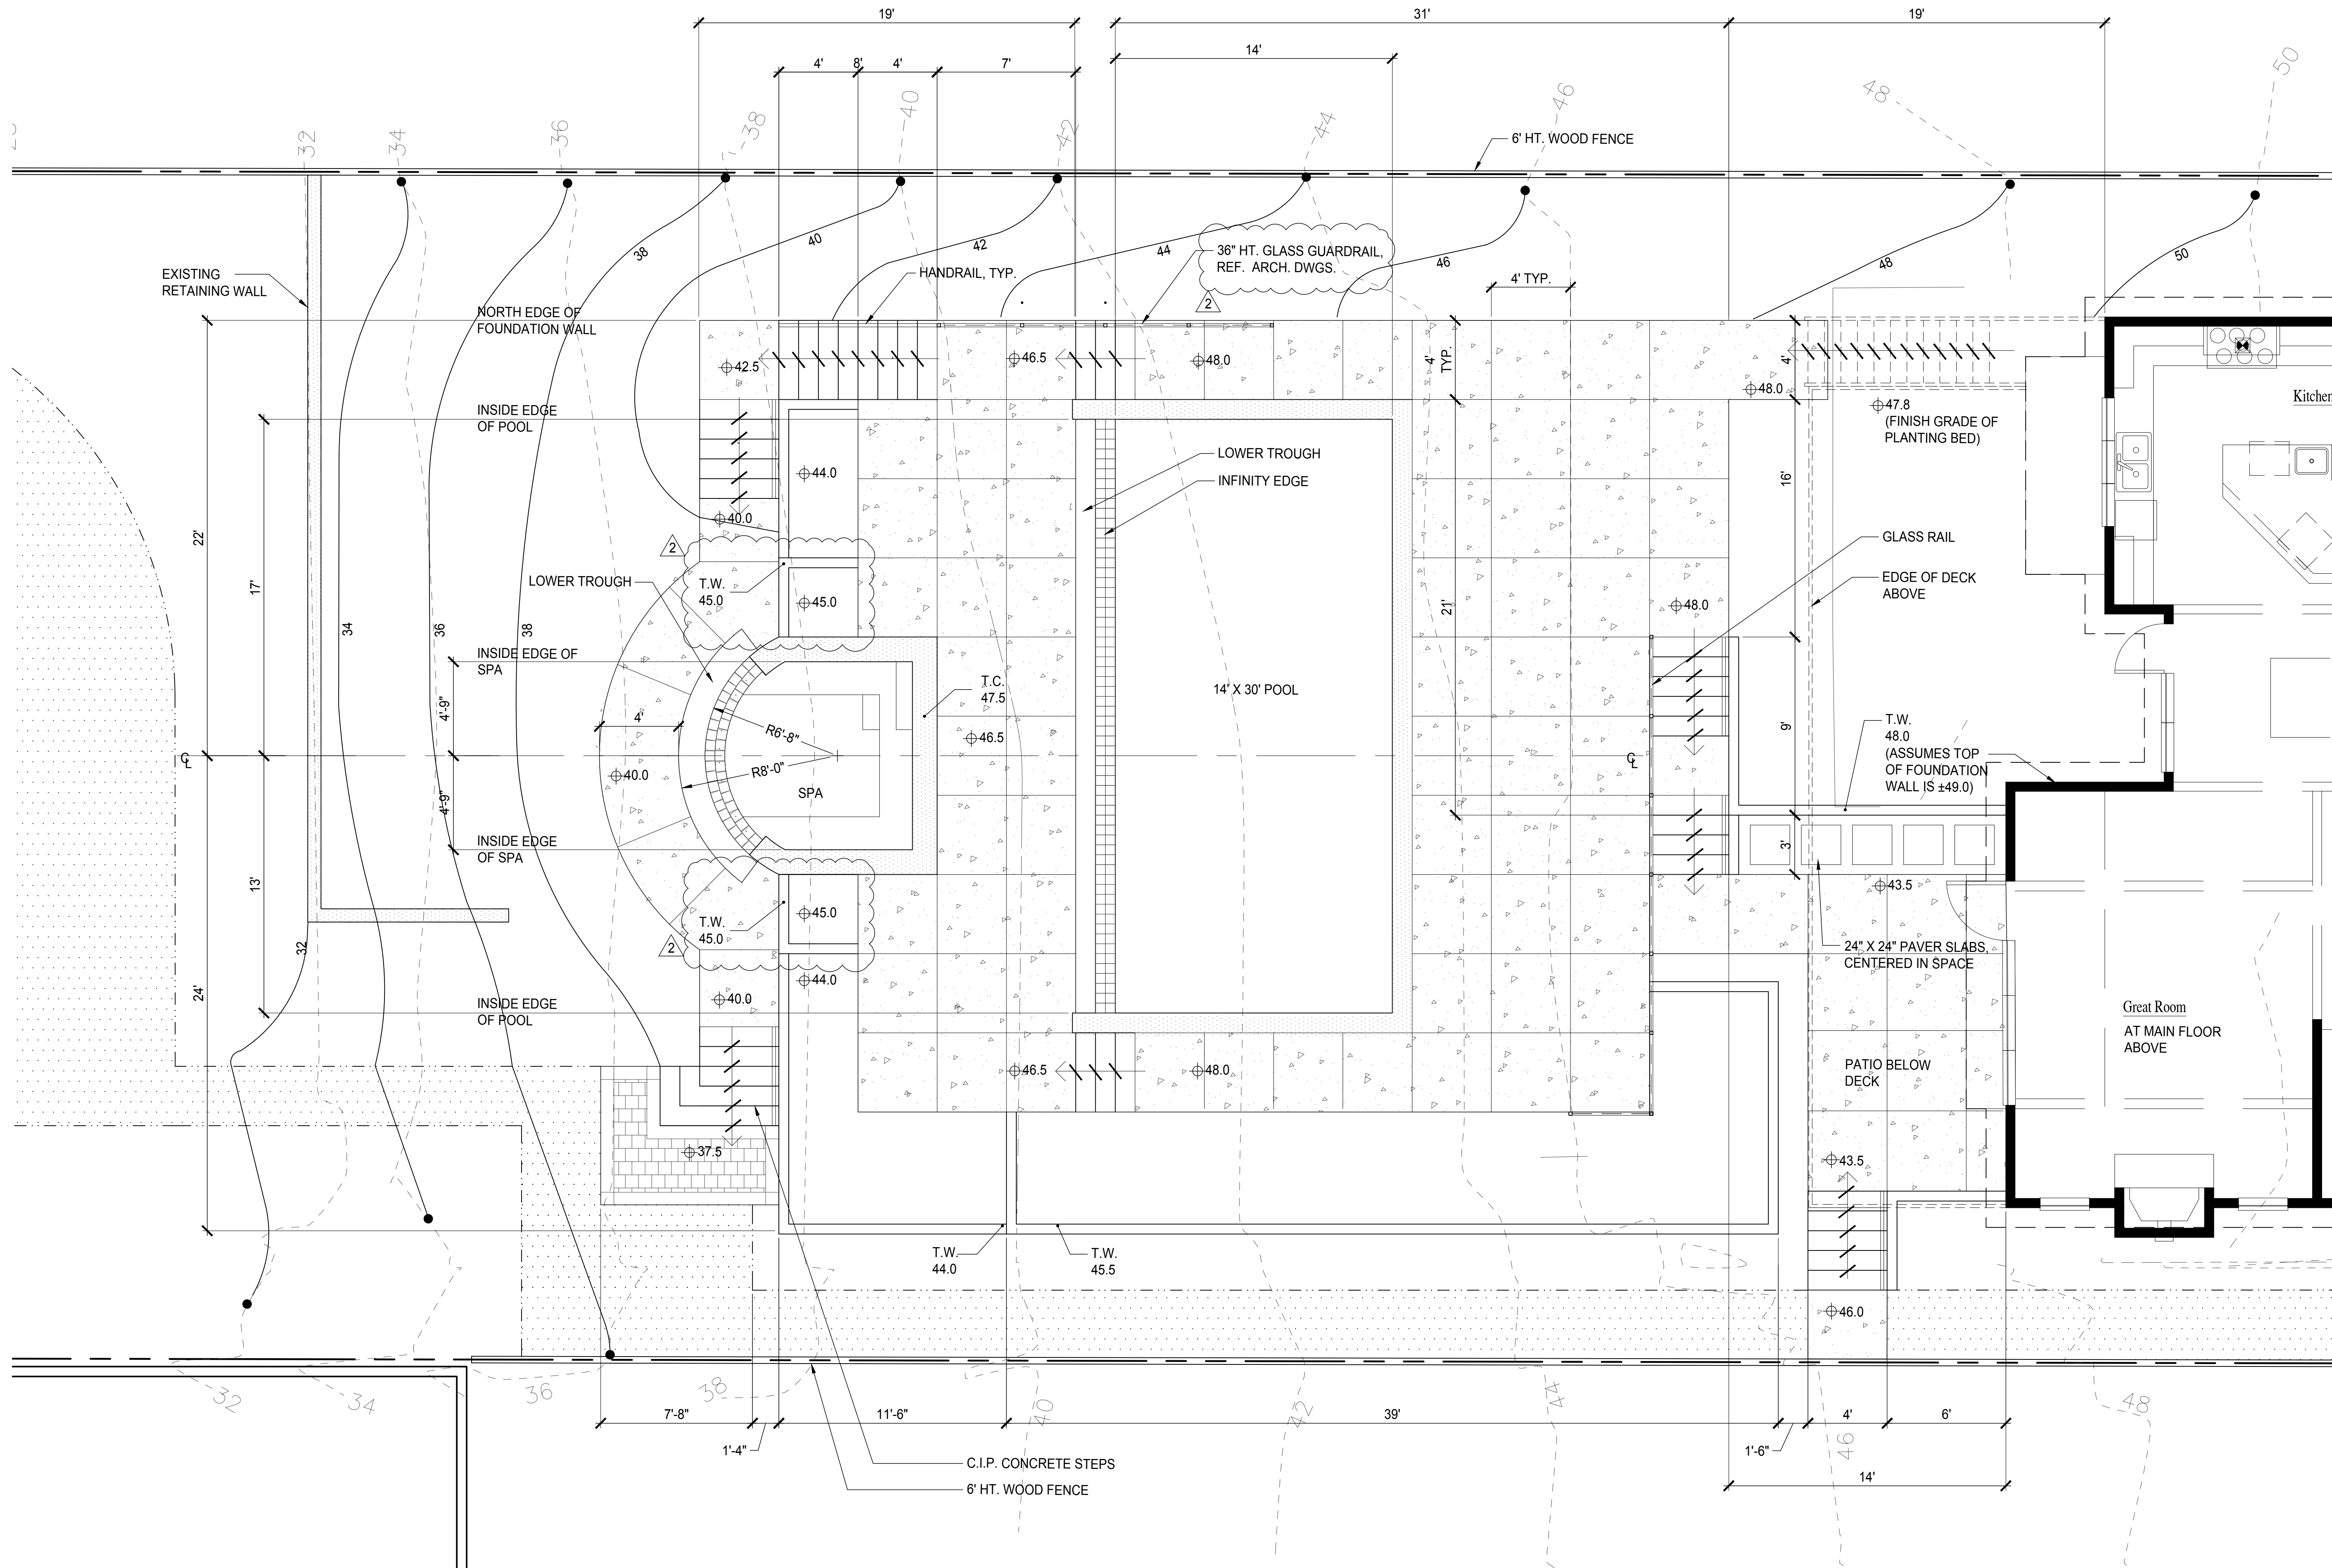 19'
31'
19'
14'
4'
8'
4'
7'
50
48
46
44
42
40
38
36
34
32
6' HT. WOOD FENCE
40
42
44
46
48
50
38
36" HT. GLASS GUARDRAIL,
REF. ARCH. DWGS.
2
HANDRAIL, TYP.
4' TYP.
EXISTING
RETAINING WALL
NORTH EDGE OF
FOUNDATION WALL
42.5
46.5
48.0
4'
TYP.
4'
48.0
47.8
(FINISH GRADE OF
PLANTING BED)
Kitchen
INSIDE EDGE
OF POOL
44.0
LOWER TROUGH
INFINITY EDGE
16'
40.0
22'
17'
2
GLASS RAIL
LOWER TROUGH
T.W.
45.0
45.0
EDGE OF DECK
ABOVE
21'
48.0
34
36
38
INSIDE EDGE OF
SPA
4'-9"
T.C.
47.5
14' X 30' POOL
4'
R6'-8"
46.5
9'
T.W.
48.0
(ASSUMES TOP
OF FOUNDATION
WALL IS ±49.0)
CL
CL
40.0
R8'-0"
SPA
4'-9"
INSIDE EDGE
OF SPA
3'
13'
45.0
43.5
T.W.
45.0
2
32
24" X 24" PAVER SLABS,
CENTERED IN SPACE
44.0
24'
40.0
INSIDE EDGE
OF POOL
Great Room
AT MAIN FLOOR
ABOVE
46.5
48.0
PATIO BELOW
DECK
37.5
43.5
T.W.
44.0
T.W.
45.5
46.0
32
34
36
38
40
42
44
46
48
7'-8"
1'-4"
11'-6"
39'
1'-6"
4'
6'
14'
C.I.P. CONCRETE STEPS
6' HT. WOOD FENCE